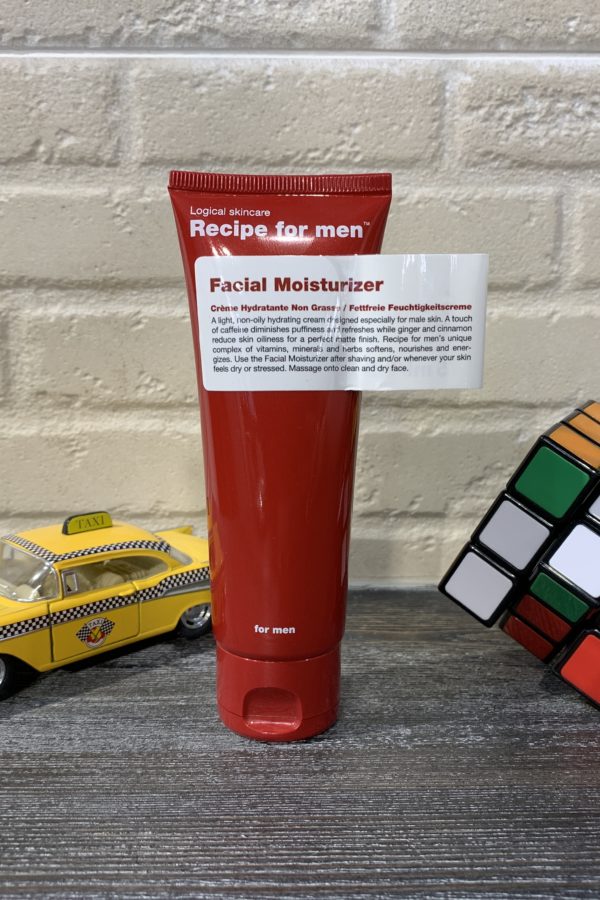 Logical skincare
Recipe for men™
Facial Moisturizer
Crème Hydratante Non Grasse / Fettfreie Feuchtigkeitscreme
A light, non-oily hydrating cream designed especially for male skin. A touch
of caffeine diminishes puffiness and refreshes while ginger and cinnamon
reduce skin oiliness for a perfect matte finish. Recipe for men's unique
complex of vitamins, minerals and herbs softens, nourishes and ener-
gizes. Use the Facial Moisturizer after shaving and/or whenever your skin
feels dry or stressed. Massage onto clean and dry face.
TAXI
TAXI
for men